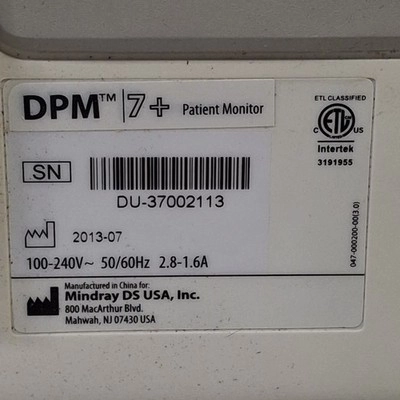 DPM™ 7+ Patient Monitor
ETL CLASSIFIED
C ETL US
Intertek
3191955
SN
DU-37002113
2013-07
100-240V~ 50/60Hz 2.8-1.6A
Manufactured in China for:
Mindray DS USA, Inc.
800 MacArthur Blvd.
Mahwah, NJ 07430 USA
047-000200-00(3.0)